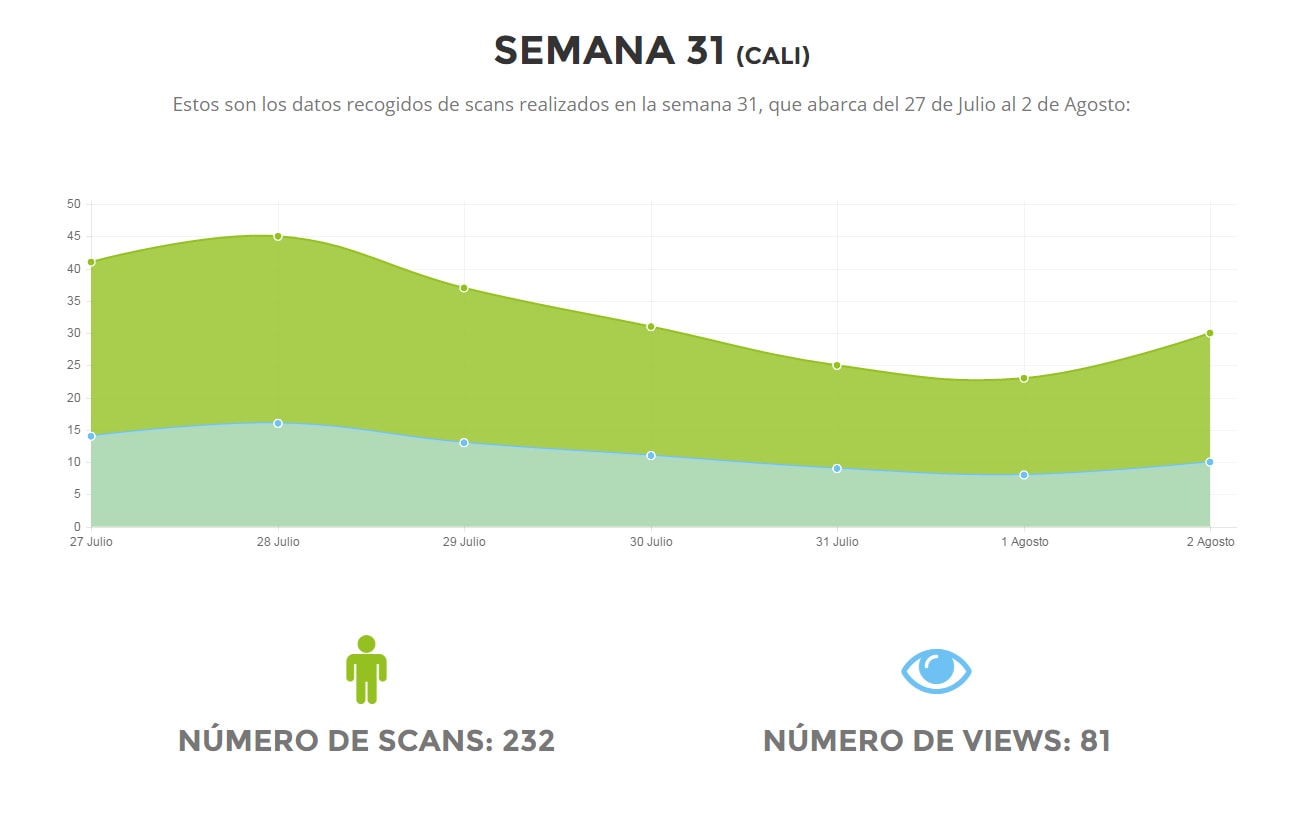 SEMANA 31 (CALI)
Estos son los datos recogidos de scans realizados en la semana 31, que abarca del 27 de Julio al 2 de Agosto:
50
45
40
35
30
25
20
15
10
5
0
27 Julio 28 Julio 29 Julio 30 Julio 31 Julio 1 Agosto 2 Agosto
NÚMERO DE SCANS: 232 NÚMERO DE VIEWS: 81